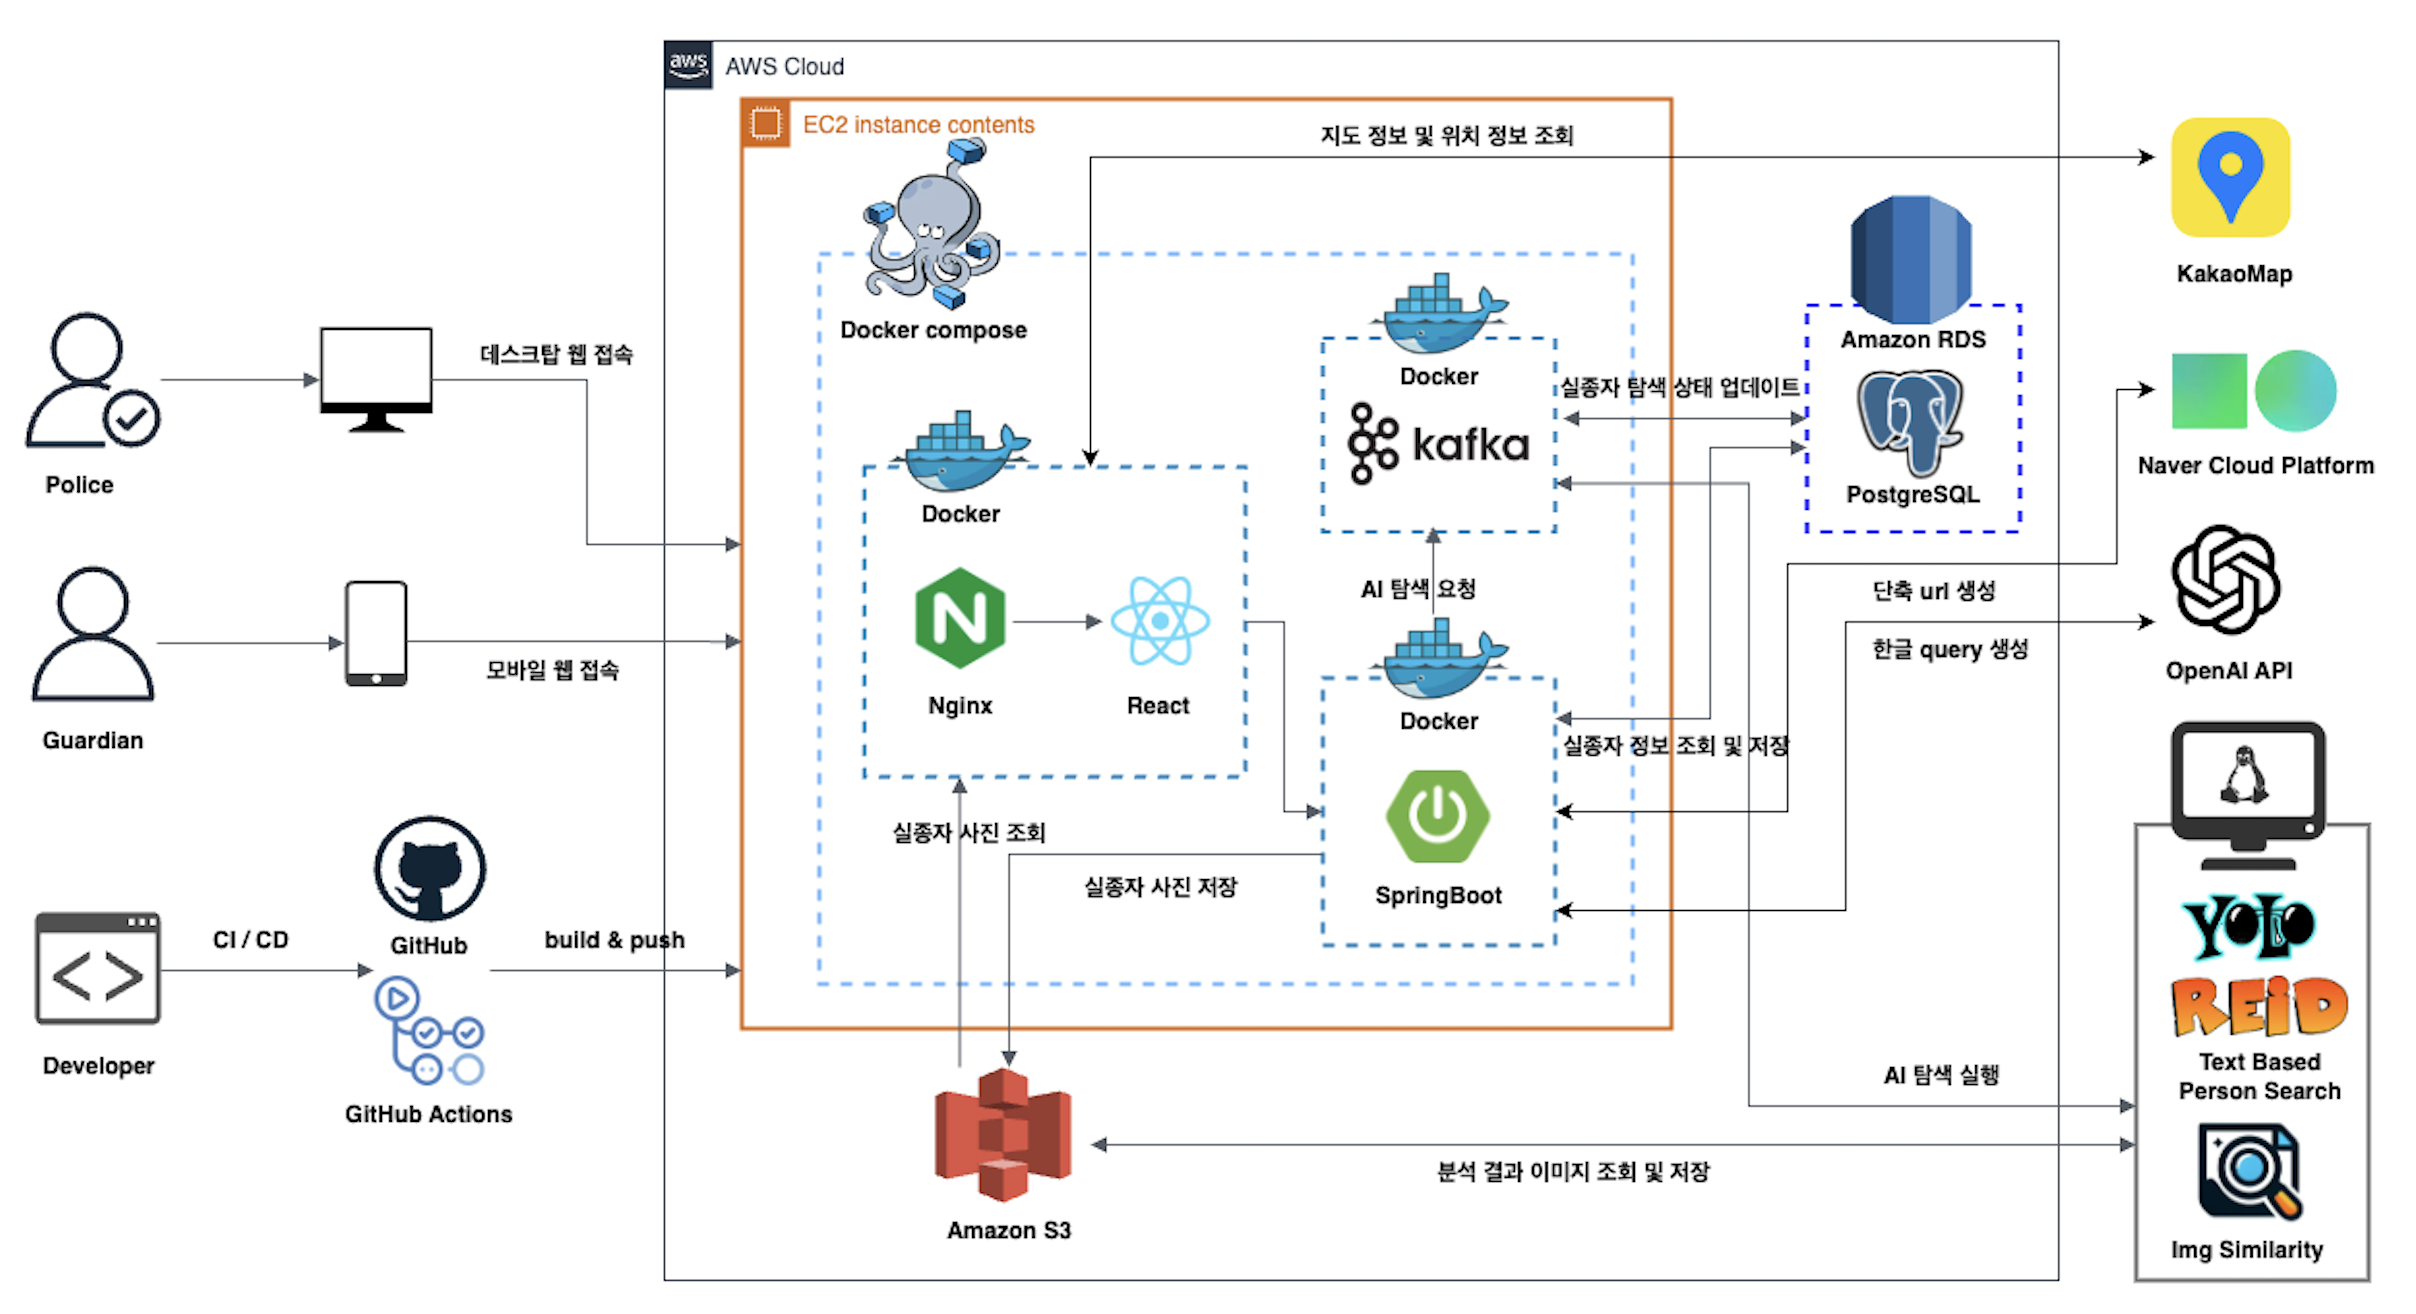 aws
AWS Cloud
EC2 instance contents
지도 정보 및 위치 정보 조회
KakaoMap
Docker compose
Docker
kafka
실종자 탐색 상태 업데이트
Amazon RDS
PostgreSQL
Naver Cloud Platform
데스크탑 웹 접속
Police
Docker
N
Nginx
React
AI 탐색 요청
단축 url 생성
한글 query 생성
OpenAI API
모바일 웹 접속
Guardian
Docker
실종자 정보 조회 및 저장
SpringBoot
실종자 사진 조회
실종자 사진 저장
CI / CD
GitHub
build & push
Developer
GitHub Actions
YOLO
REiD
Text Based
Person Search
AI 탐색 실행
분석 결과 이미지 조회 및 저장
Amazon S3
Img Similarity